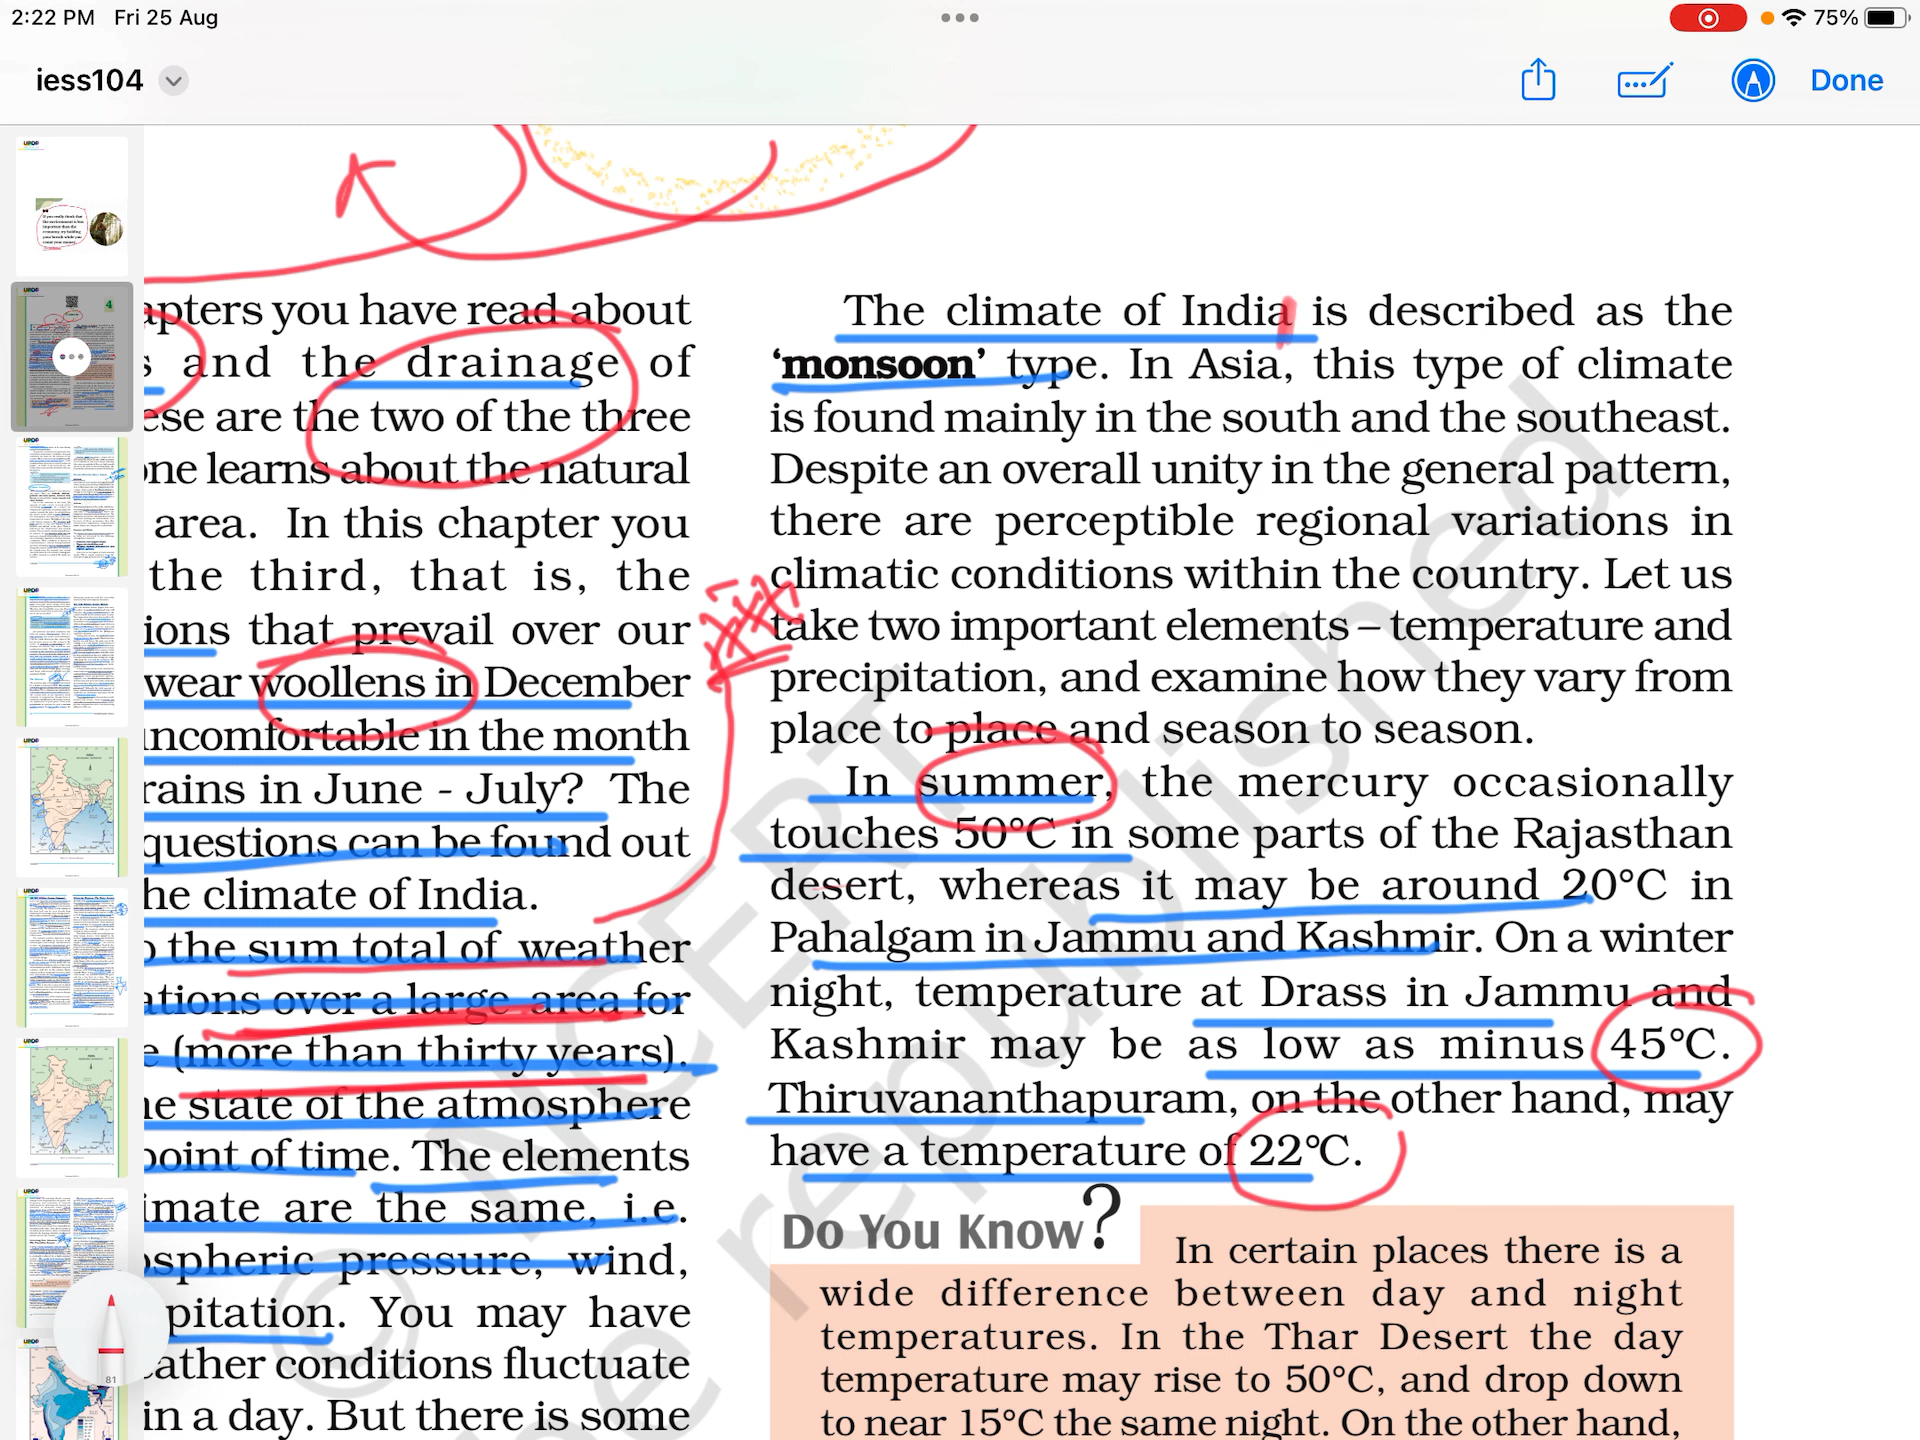 2:22 PM Fri 25 Aug
75%
iess104
Done
apters you have read about
and the drainage of
ese are the two of the three
one learns about the natural
area. In this chapter you
the third, that is, the
ions that prevail over our
wear woollens in December
uncomfortable in the month
rains in June - July? The
questions can be found out
he climate of India.
o the sum total of weather
ations over a large area for
e (more than thirty years).
he state of the atmosphere
point of time. The elements
imate are the same, i.e.
ospheric pressure, wind,
pitation. You may have
eather conditions fluctuate
in a day. But there is some
The climate of India is described as the
‘monsoon’ type. In Asia, this type of climate
is found mainly in the south and the southeast.
Despite an overall unity in the general pattern,
there are perceptible regional variations in
climatic conditions within the country. Let us
take two important elements – temperature and
precipitation, and examine how they vary from
place to place and season to season.
In summer, the mercury occasionally
touches 50°C in some parts of the Rajasthan
desert, whereas it may be around 20°C in
Pahalgam in Jammu and Kashmir. On a winter
night, temperature at Drass in Jammu and
Kashmir may be as low as minus 45°C.
Thiruvananthapuram, on the other hand, may
have a temperature of 22°C.
Do You Know?
In certain places there is a
wide difference between day and night
temperatures. In the Thar Desert the day
temperature may rise to 50°C, and drop down
to near 15°C the same night. On the other hand,
© NCERT
be republished
81
4